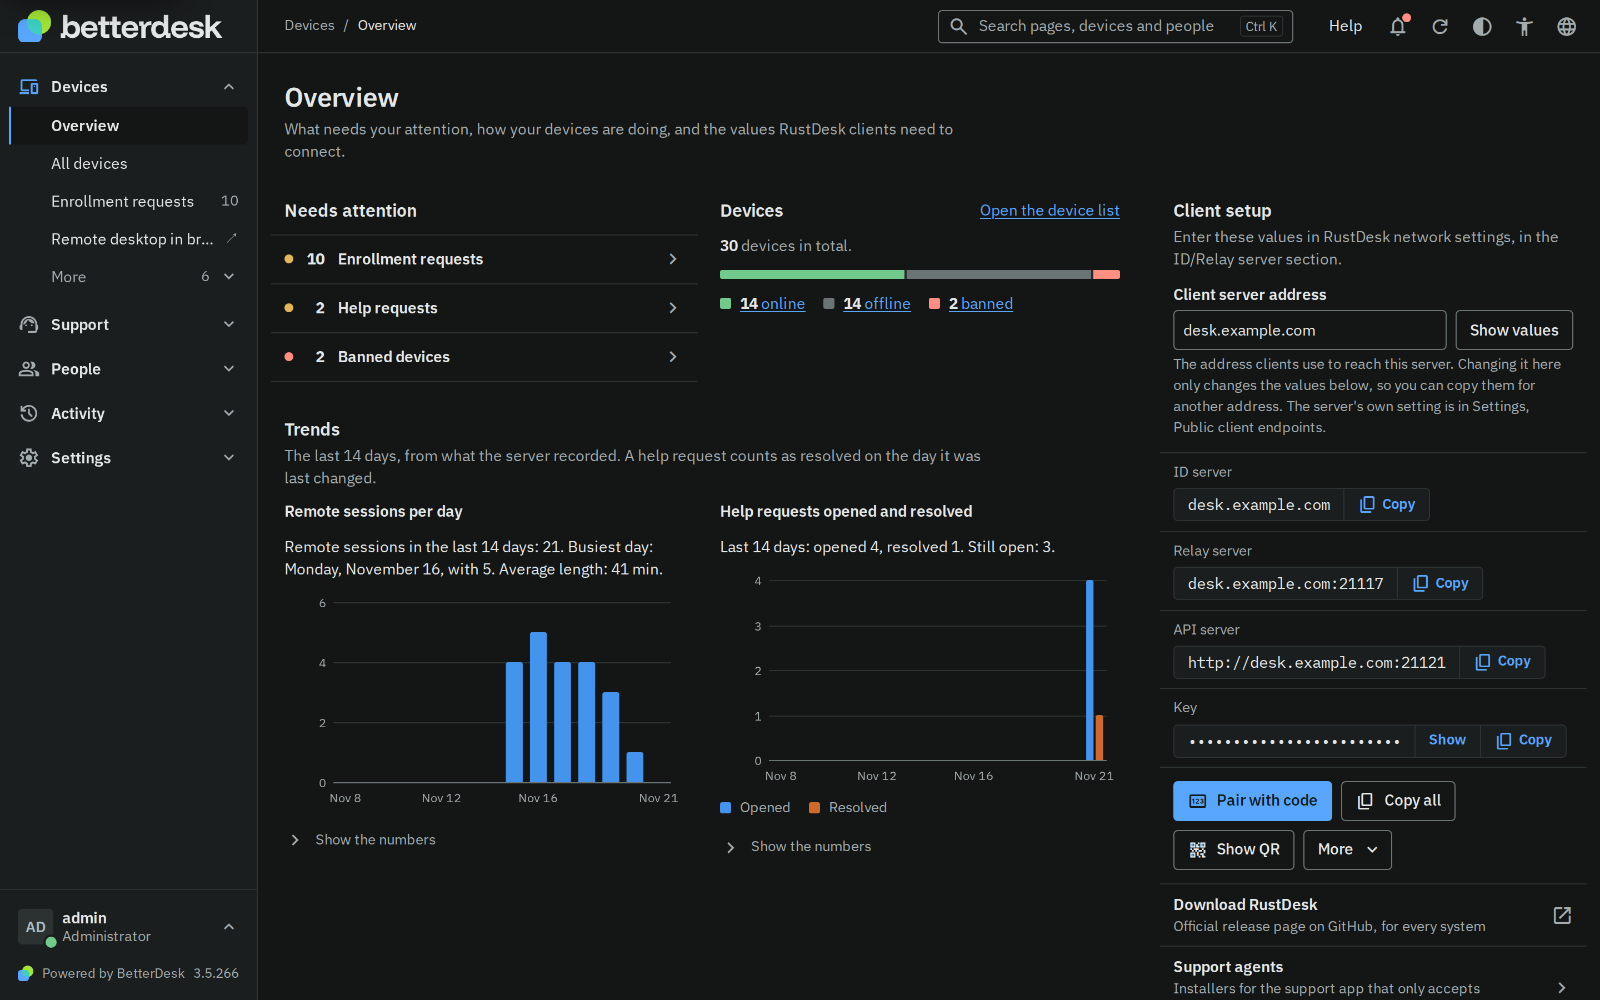 betterdesk
Devices / Overview
Search pages, devices and people Ctrl K
Help
Devices
Overview
All devices
Enrollment requests 10
Remote desktop in br...
More 6
Support
People
Activity
Settings
AD
admin
Administrator
Powered by BetterDesk 3.5.266
Overview
What needs your attention, how your devices are doing, and the values RustDesk clients need to
connect.
Needs attention
10 Enrollment requests
2 Help requests
2 Banned devices
Devices
Open the device list
30 devices in total.
14 online 14 offline 2 banned
Trends
The last 14 days, from what the server recorded. A help request counts as resolved on the day it was
last changed.
Remote sessions per day
Remote sessions in the last 14 days: 21. Busiest day:
Monday, November 16, with 5. Average length: 41 min.
6
4
2
0
Nov 8 Nov 12 Nov 16 Nov 21
Show the numbers
Help requests opened and resolved
Last 14 days: opened 4, resolved 1. Still open: 3.
4
3
2
1
0
Nov 8 Nov 12 Nov 16 Nov 21
Opened Resolved
Show the numbers
Client setup
Enter these values in RustDesk network settings, in the
ID/Relay server section.
Client server address
desk.example.com Show values
The address clients use to reach this server. Changing it here
only changes the values below, so you can copy them for
another address. The server's own setting is in Settings,
Public client endpoints.
ID server
desk.example.com Copy
Relay server
desk.example.com:21117 Copy
API server
http://desk.example.com:21121 Copy
Key
•••••••••••••••••••••••• Show Copy
123 Pair with code Copy all
Show QR More
Download RustDesk
Official release page on GitHub, for every system
Support agents
Installers for the support app that only accepts